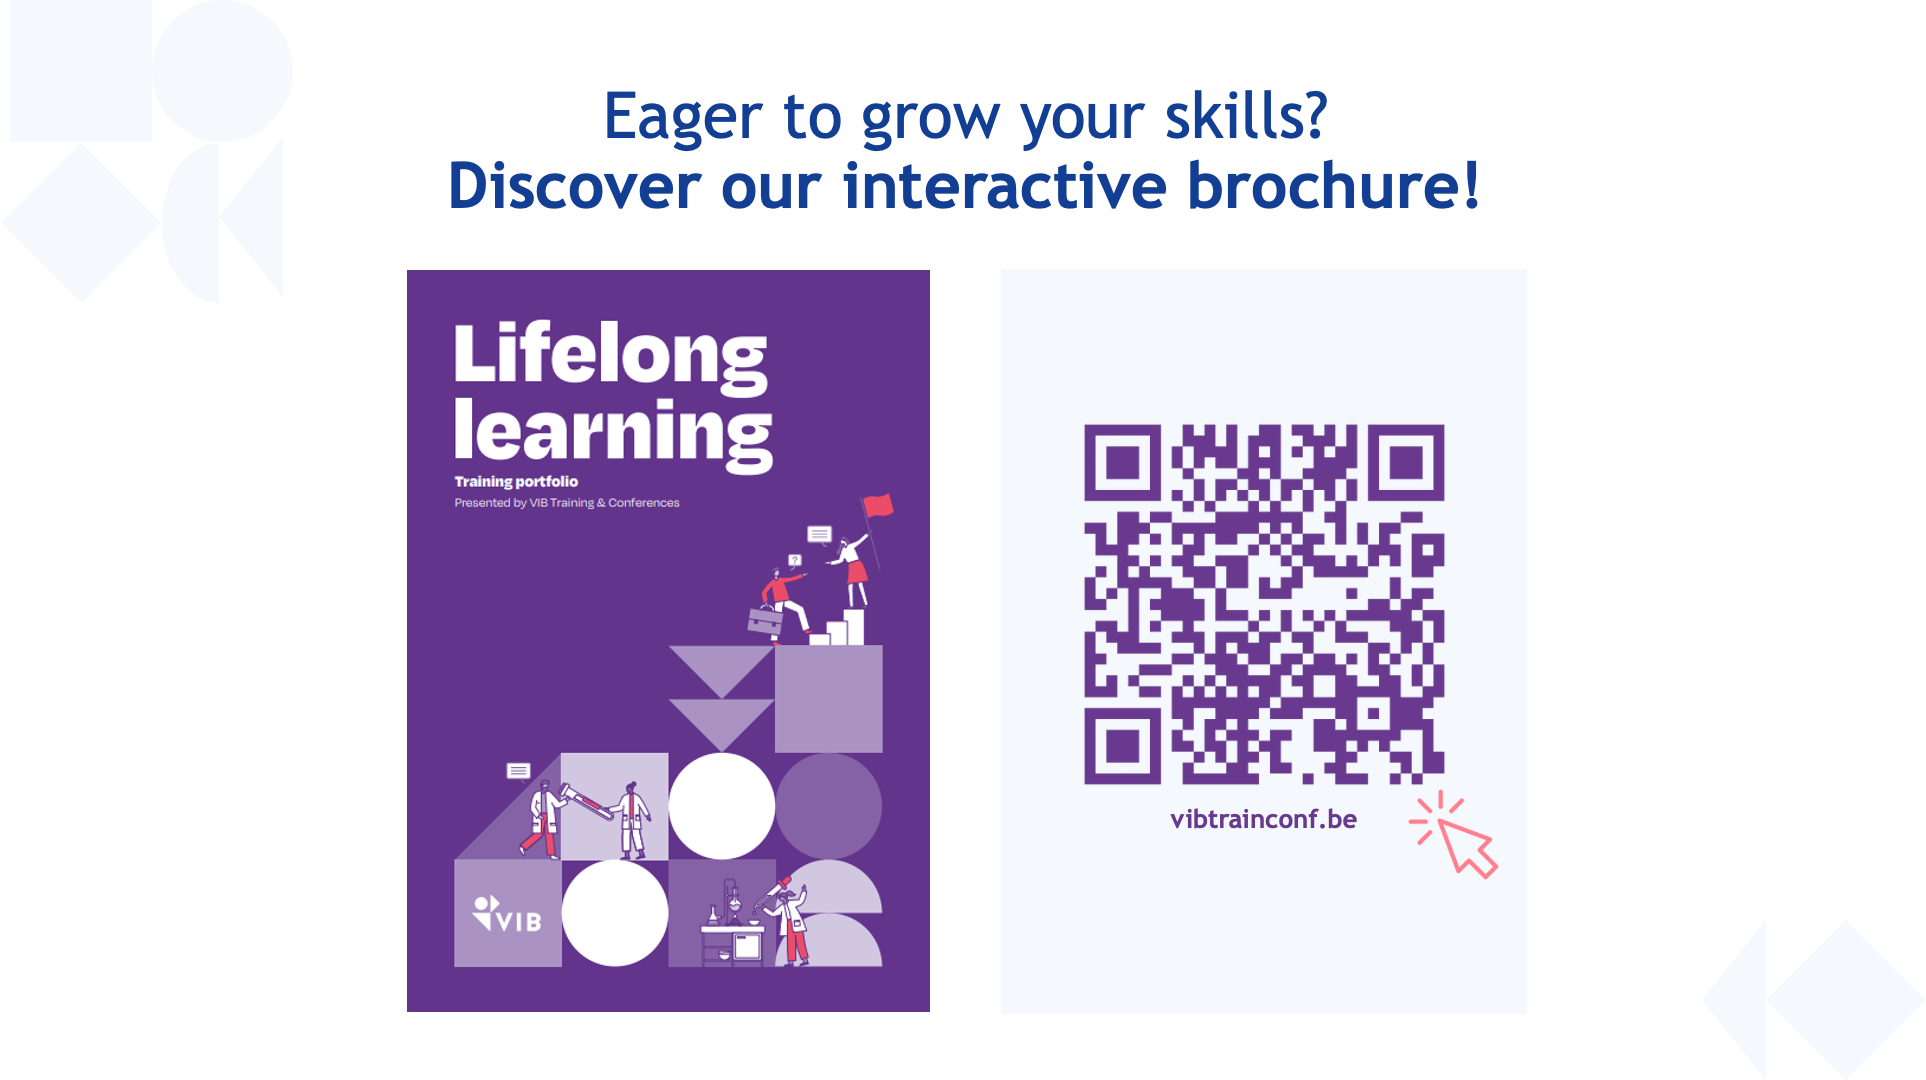 Eager to grow your skills?
Discover our interactive brochure!
Lifelong
learning
Training portfolio
Presented by VIB Training & Conferences
?
VIB
vibtrainconf.be